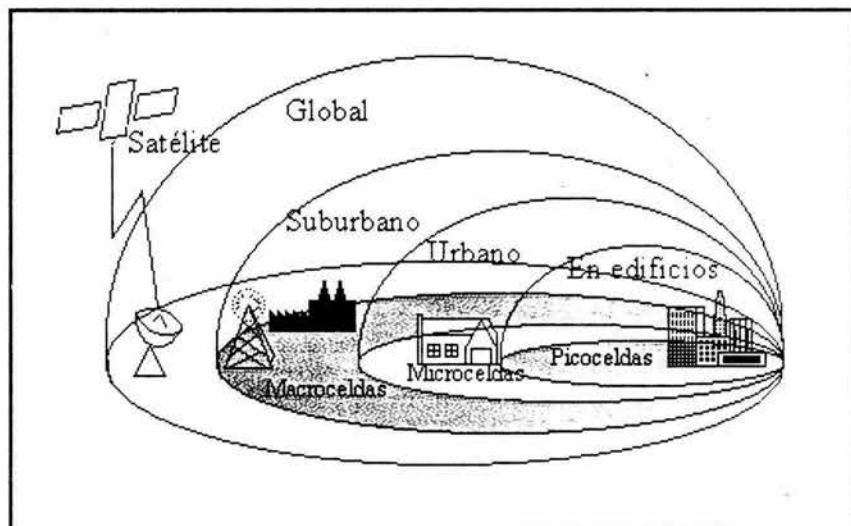 Global
Satélite
Suburbano
Urbano
En edificios
Picoceldas
Microceldas
Macroceldas